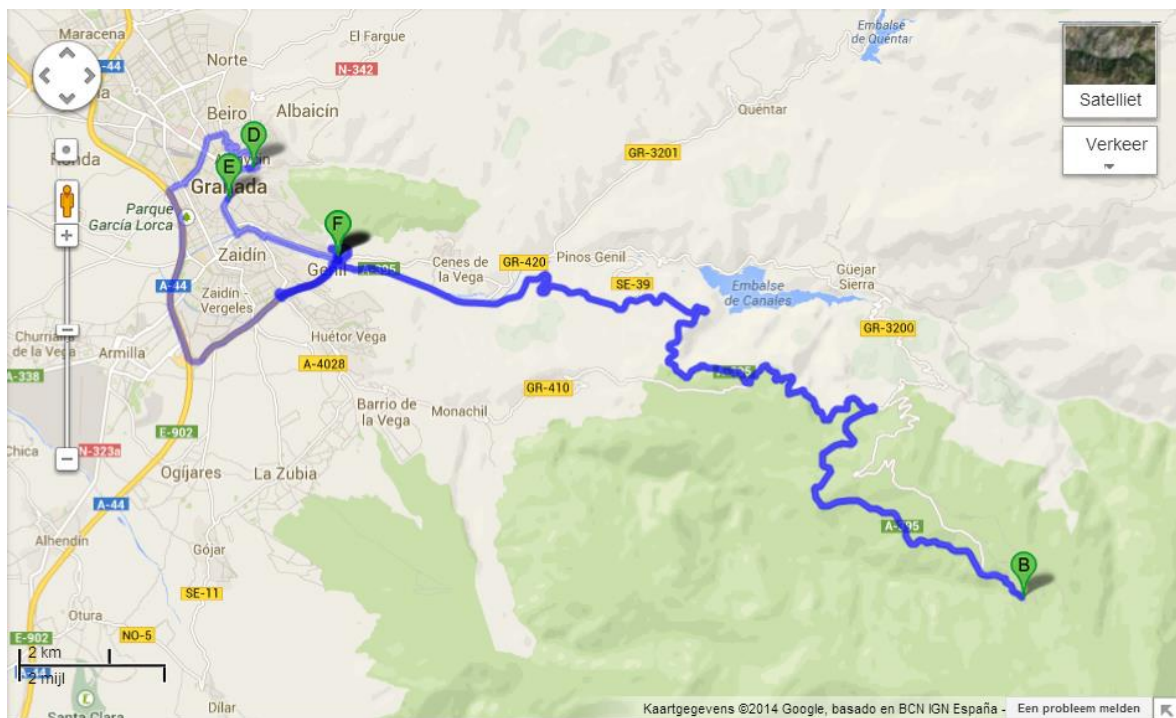 Maracena
A-44
Norte
El Fargue
N-342
Embalse
de Quéntar
Satelliet
Verkeer
Beiro
Albaicín
Quéntar
D
GR-3201
E
Granada
Parque
García Lorca
F
Zaidín
Genil
Cenes de
la Vega
GR-420
Pinos Genil
Güejar
Sierra
A-44
SE-39
Embalse
de Canales
Zaidín -
Vergeles
GR-3200
Huétor Vega
Churriana
de la Vega
Armilla
A-338
A-4028
GR-410
Barrio de
la Vega
Monachil
E-902
N-323a
Ogíjares
La Zubia
A-44
A-395
Alhendín
Gójar
B
SE-11
Otura
E-902
NO-5
2 km
2 mijl
A-44
Santa Clara
Dílar
Kaartgegevens ©2014 Google, basado en BCN IGN España -
Een probleem melden